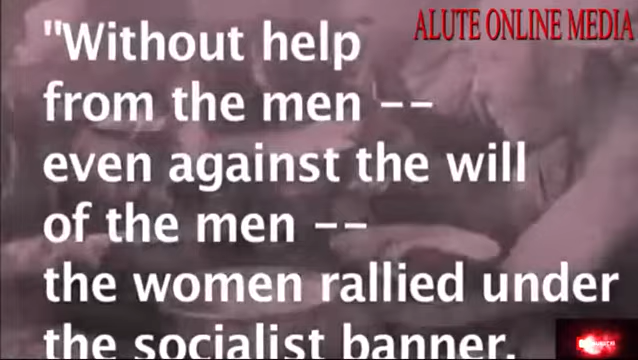 ALUTE ONLINE MEDIA
"Without help
from the men --
even against the will
of the men --
the women rallied under
the socialist banner.